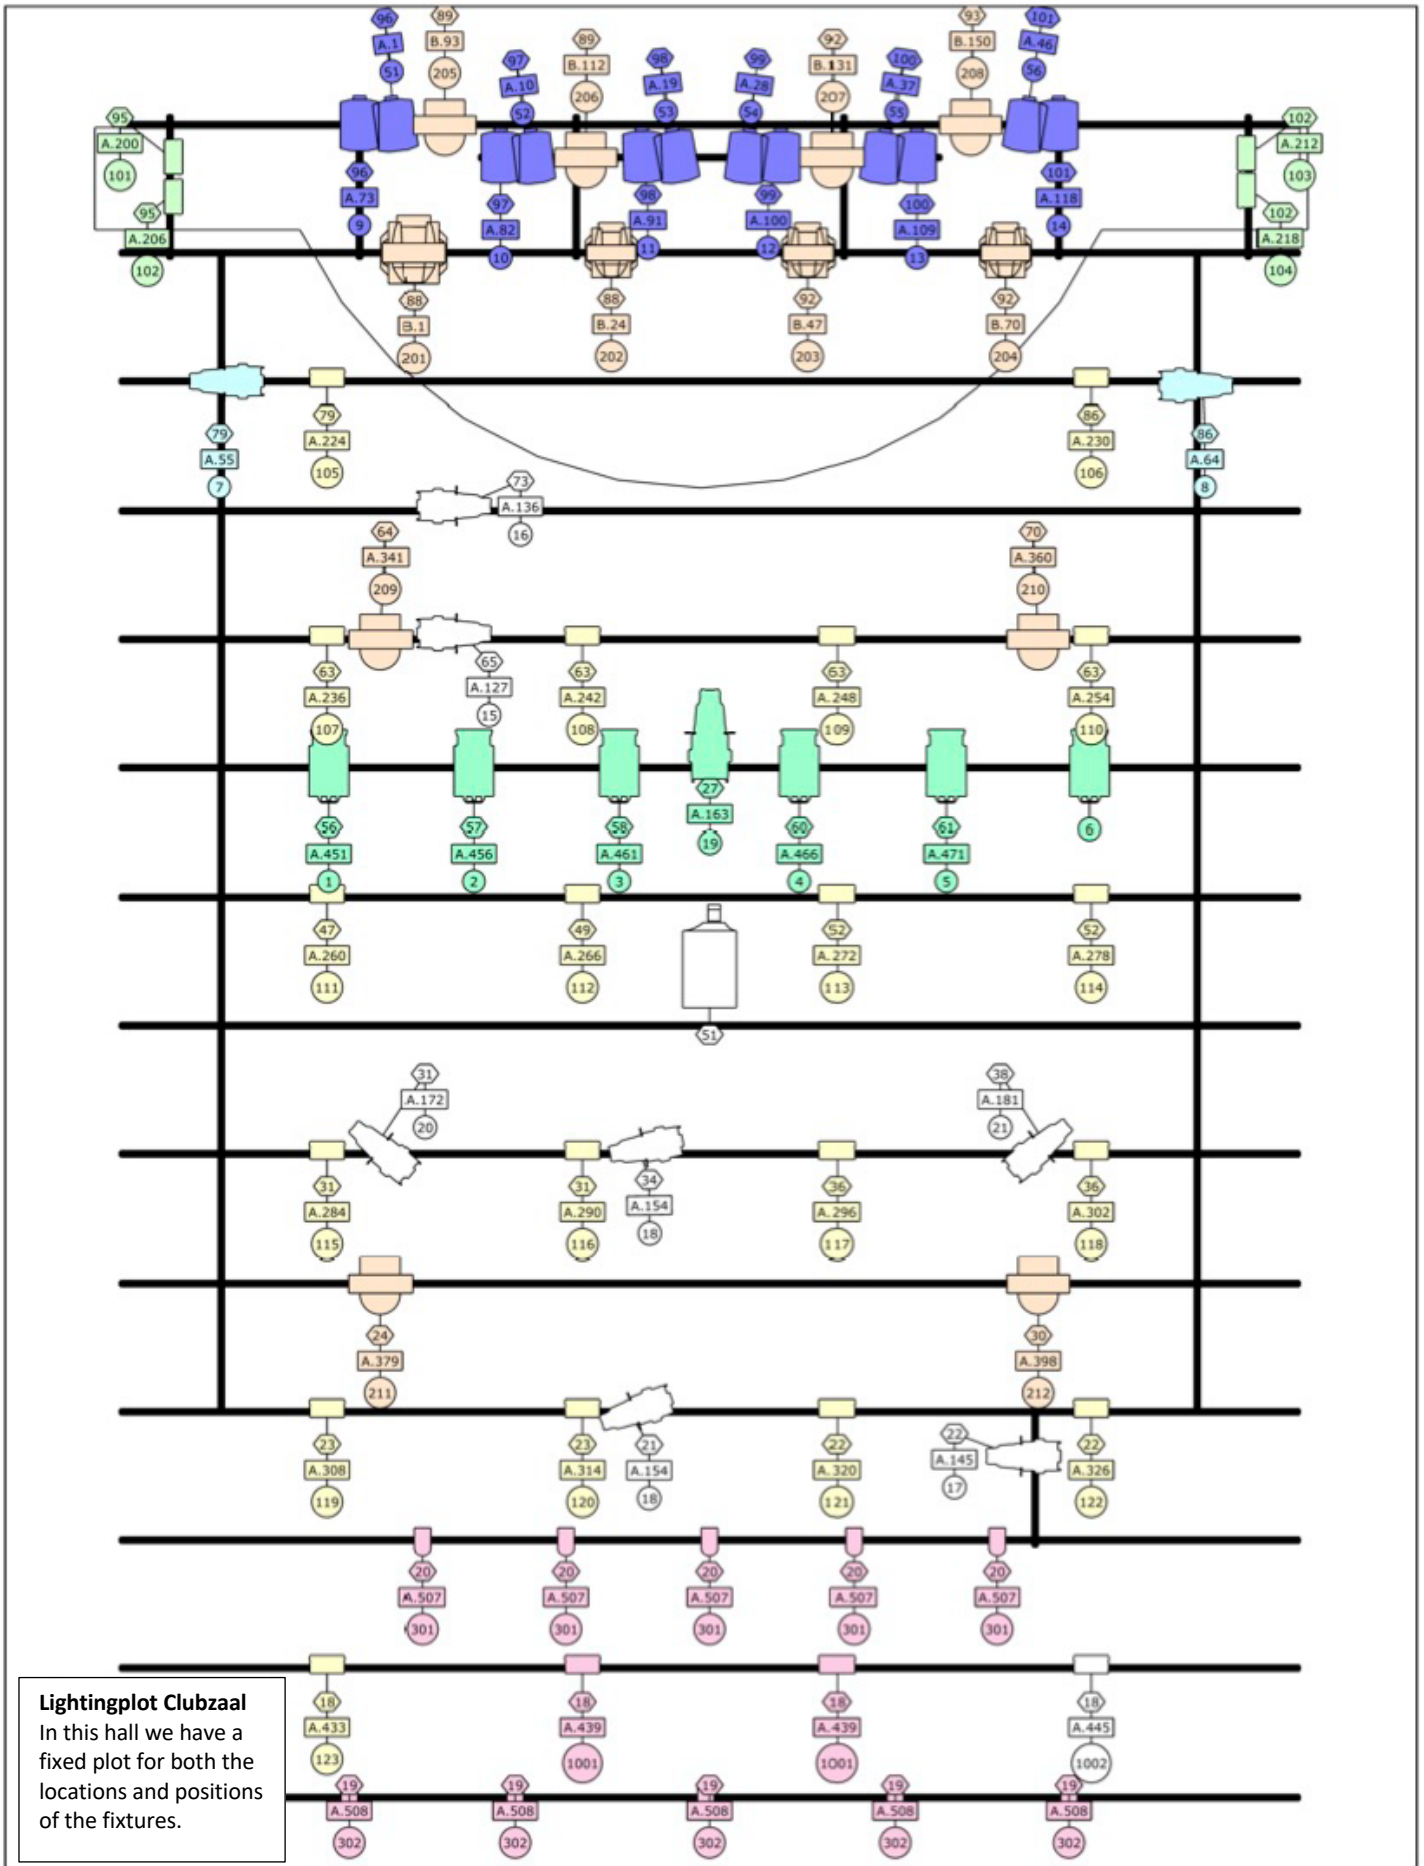 96 89 93 101
A.1 B.93 B.150 A.46
51 205 208 56
89 92
97 B.112 98 99 B.131 100
A.10 206 A.19 A.28 207 A.37
52 53 54 55
95 102
A.200 A.212
101 103
96 101
A.73 A.118
9 14
95 97 98 99 100 102
A.206 A.82 A.91 A.100 A.109 A.218
102 10 11 12 13 104
88 88 92 92
B.1 B.24 B.47 B.70
201 202 203 204
79 86
A.224 A.230
105 106
79 86
A.55 A.64
7 8
73
A.136
16
64 70
A.341 A.360
209 210
65
A.127
15
63 63 63 63
A.236 A.242 A.248 A.254
107 108 109 110
27
A.163
19
56 57 58 60 61
A.451 A.456 A.461 A.466 A.471
1 2 3 4 5 6
47 49 52 52
A.260 A.266 A.272 A.278
111 112 113 114
51
31 38
A.172 A.181
20 21
34
A.154
18
31 31 36 36
A.284 A.290 A.296 A.302
115 116 117 118
24 30
A.379 A.398
211 212
22
A.145
17
23 23 21 22 22
A.308 A.314 A.154 A.320 A.326
119 120 18 121 122
20 20 20 20 20
A.507 A.507 A.507 A.507 A.507
301 301 301 301 301
18 18 18 18
A.433 A.439 A.439 A.445
123 1001 1001 1002
19 19 19 19 19
A.508 A.508 A.508 A.508 A.508
302 302 302 302 302
Lightingplot Clubzaal
In this hall we have a
fixed plot for both the
locations and positions
of the fixtures.